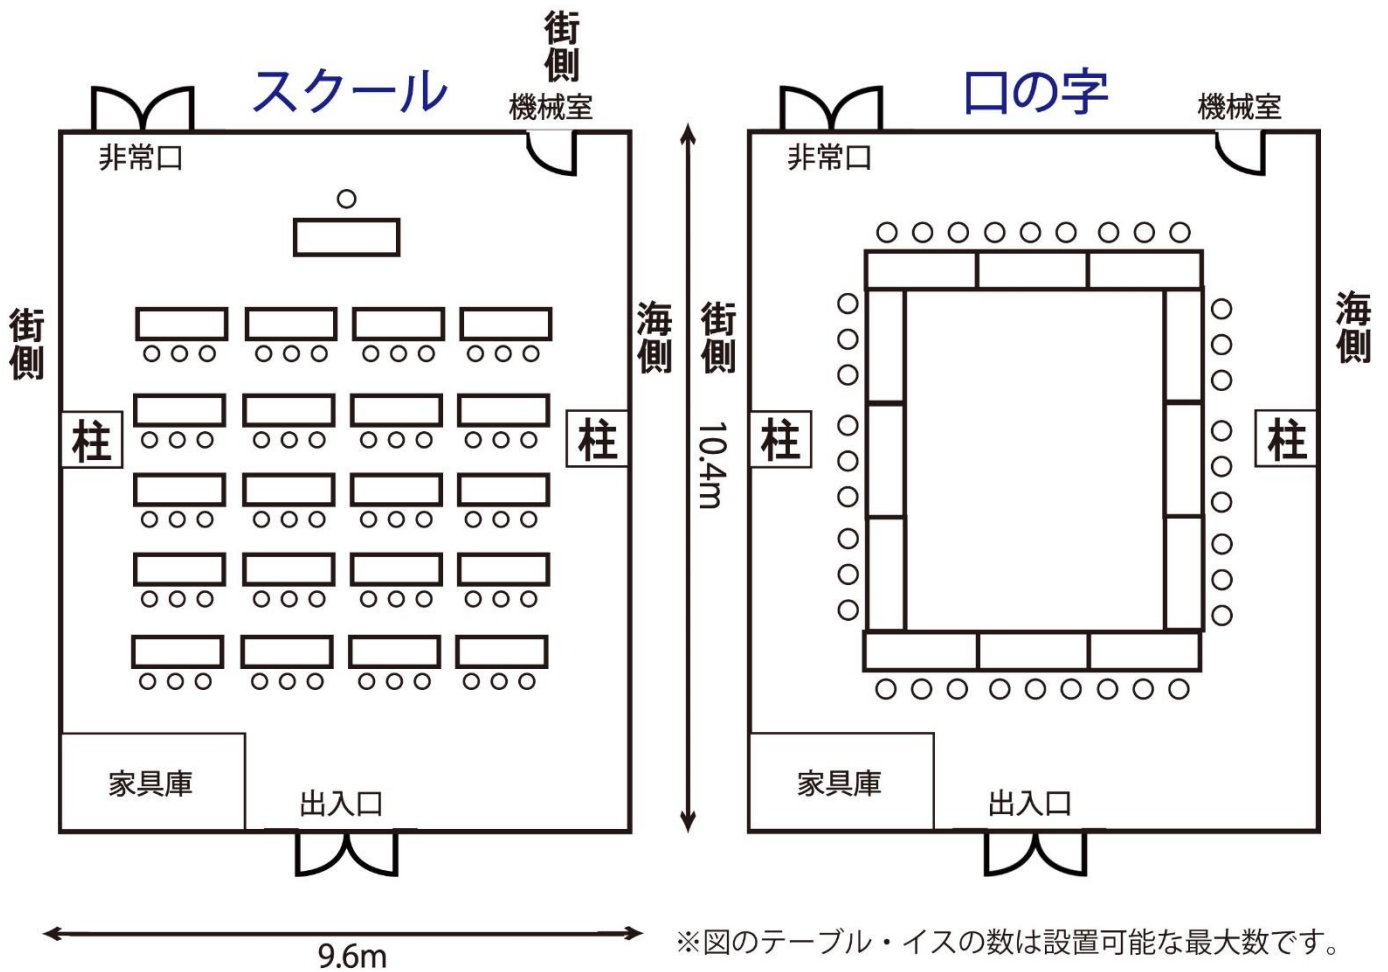 街側
スクール
機械室
非常口
街側
海側
柱
柱
家具庫
出入口
9.6m
10.4m
口の字
機械室
非常口
街側
海側
柱
柱
家具庫
出入口
※図のテーブル・イスの数は設置可能な最大数です。